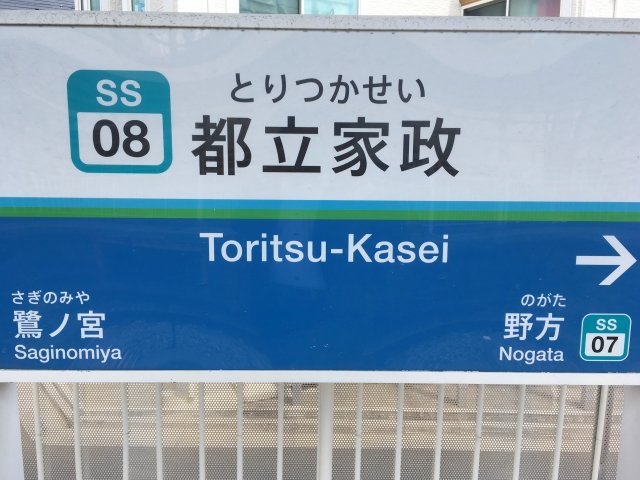 SS
08
とりつかせい
都立家政
Toritsu-Kasei
さぎのみや
鷺ノ宮
Saginomiya
のがた
野方
Nogata
SS
07